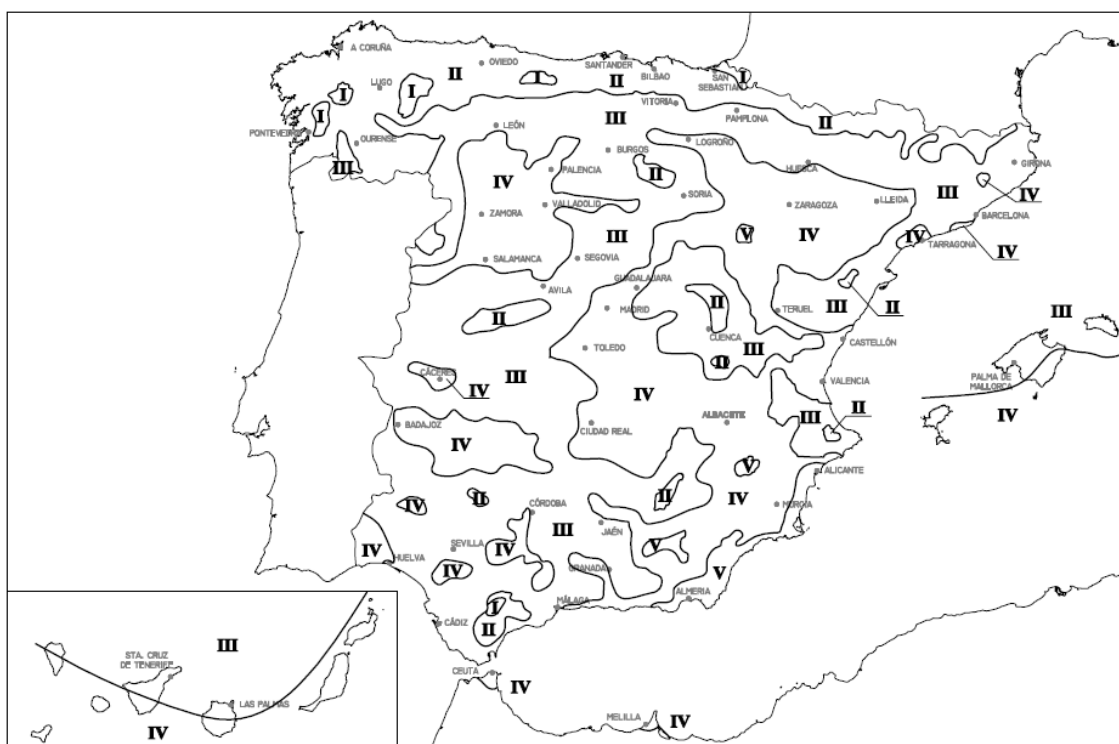 A CORUÑA
OVIEDO
SANTANDER
BILBAO
SAN
SEBASTIAN
I
II
I
II
LUGO
I
I
I
VITORIA
PAMPLONA
II
PONTEVEDRA
OURENSE
LEÓN
III
LOGROÑO
BURGOS
III
HUESCA
GIRONA
PALENCIA
II
IV
SORIA
III
IV
ZAMORA
VALLADOLID
ZARAGOZA
LLEIDA
BARCELONA
III
V
IV
IV
TARRAGONA
IV
SALAMANCA
SEGOVIA
AVILA
GUADALAJARA
II
MADRID
II
TERUEL
III
II
III
CASTELLÓN
CUENCA
TOLEDO
III
II
CÁCERES
IV
III
IV
VALENCIA
PALMA DE
MALLORCA
IV
III
II
BADAJOZ
IV
CIUDAD REAL
ALBACETE
V
ALICANTE
IV
II
II
IV
MURCIA
CÓRDOBA
III
JAÉN
IV
HUELVA
SEVILLA
IV
V
IV
GRANADA
V
I
MÁLAGA
ALMERIA
CÁDIZ
II
CEUTA
IV
MELILLA
IV
III
STA. CRUZ
DE TENERIFE
LAS PALMAS
IV